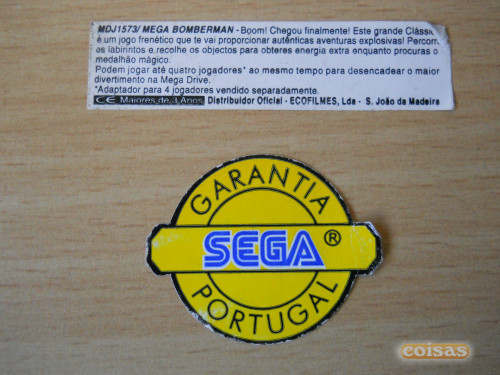 MDJ1573/ MEGA BOMBERMAN - Boom! Chegou finalmente! Este grande Clássic
é um jogo frenético que te vai proporcionar autênticas aventuras explosivas! Percorre
os labirintos e recolhe os objectos para obteres energia extra enquanto procuras o
medalhão mágico.
Podem jogar até quatro jogadores* ao mesmo tempo para desencadear o maior
divertimento na Mega Drive.
*Adaptador para 4 jogadores vendido separadamente.
CE Maiores de 3 Anos Distribuidor Oficial - ECOFILMES, Lda - S. João da Madeira
GARANTIA
SEGA ®
PORTUGAL
coisas